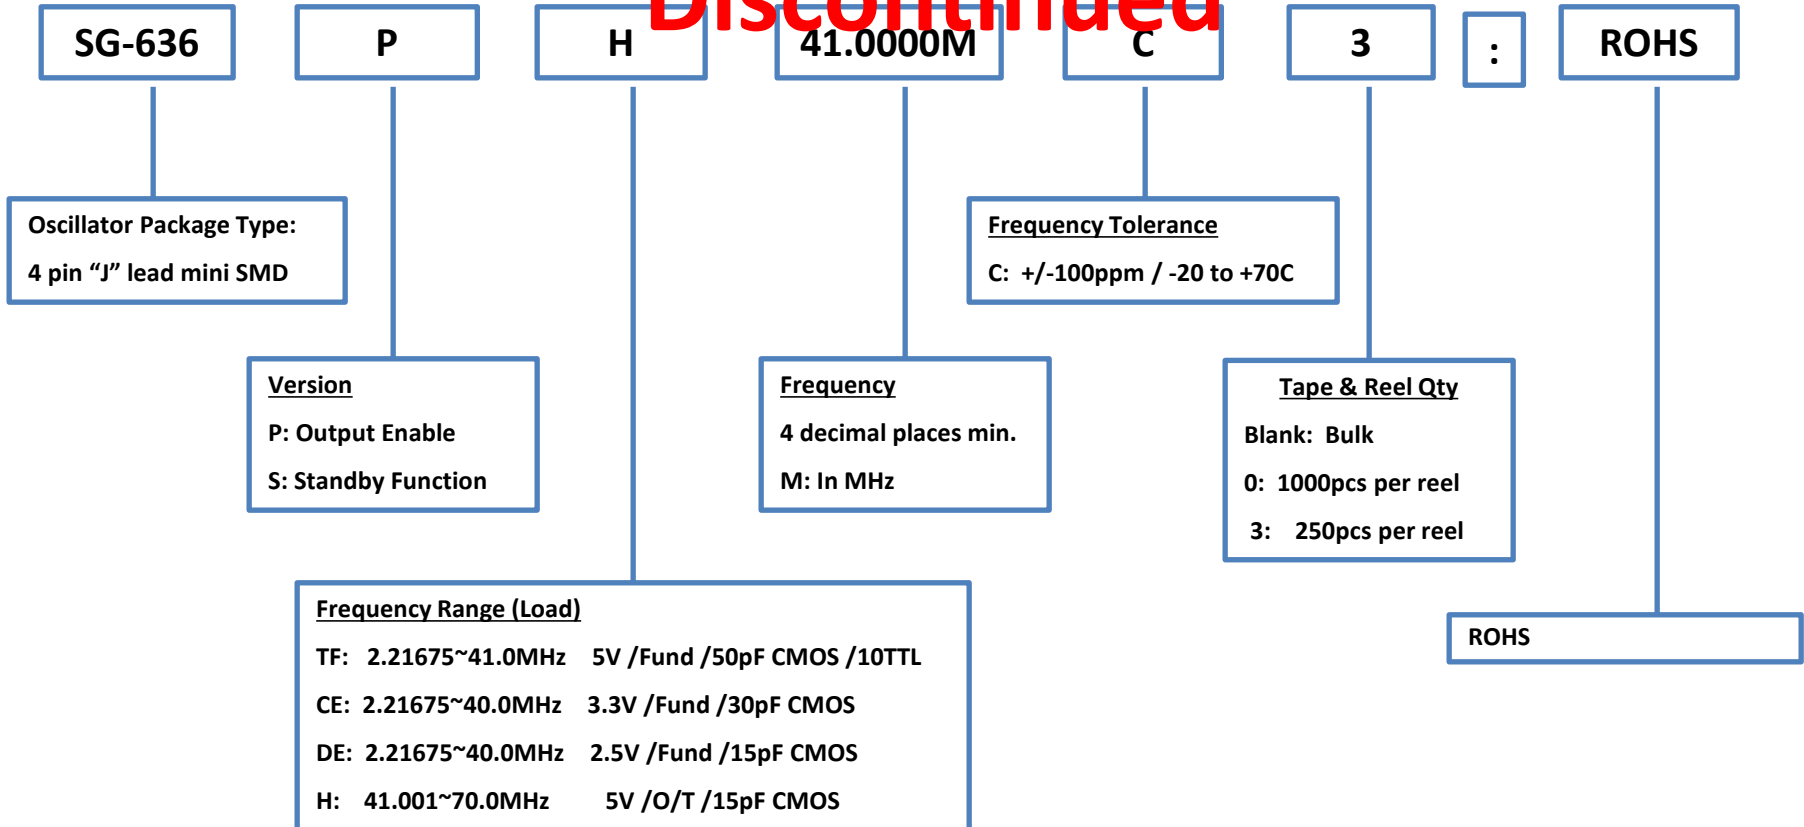 Discontinued
SG-636 P H 41.0000M C 3 : ROHS
Oscillator Package Type:
4 pin “J” lead mini SMD
Frequency Tolerance
C: +/-100ppm / -20 to +70C
Version
P: Output Enable
S: Standby Function
Frequency
4 decimal places min.
M: In MHz
Tape & Reel Qty
Blank: Bulk
0: 1000pcs per reel
3: 250pcs per reel
Frequency Range (Load)
TF: 2.21675~41.0MHz 5V /Fund /50pF CMOS /10TTL
CE: 2.21675~40.0MHz 3.3V /Fund /30pF CMOS
DE: 2.21675~40.0MHz 2.5V /Fund /15pF CMOS
H: 41.001~70.0MHz 5V /O/T /15pF CMOS
ROHS